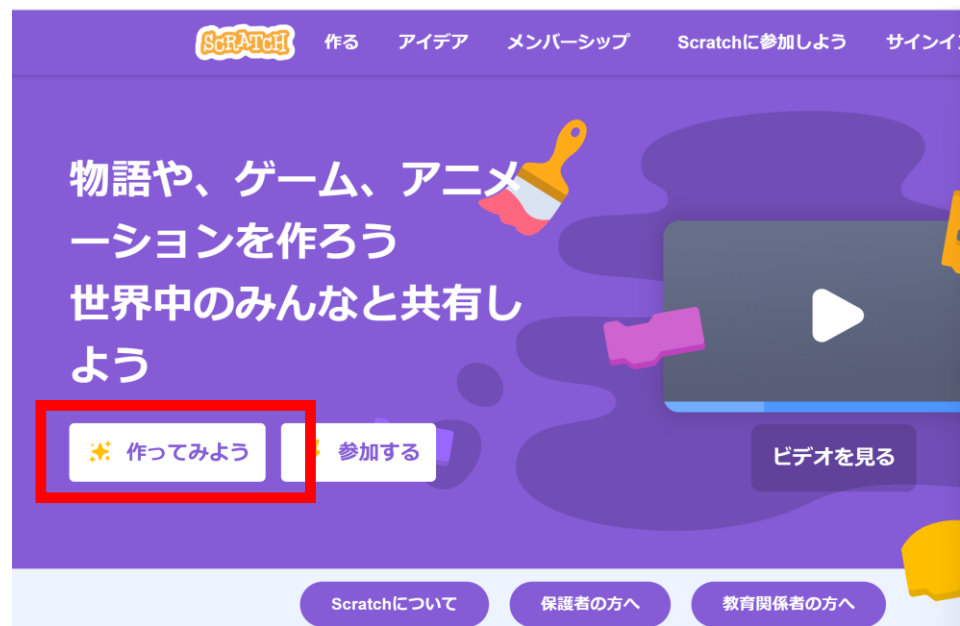 SCRATCH 作る アイデア メンバーシップ Scratchに参加しよう サインイ
物語や、ゲーム、アニメ
ーションを作ろう
世界中のみんなと共有し
よう
作ってみよう 参加する
ビデオを見る
Scratchについて 保護者の方へ 教育関係者の方へ